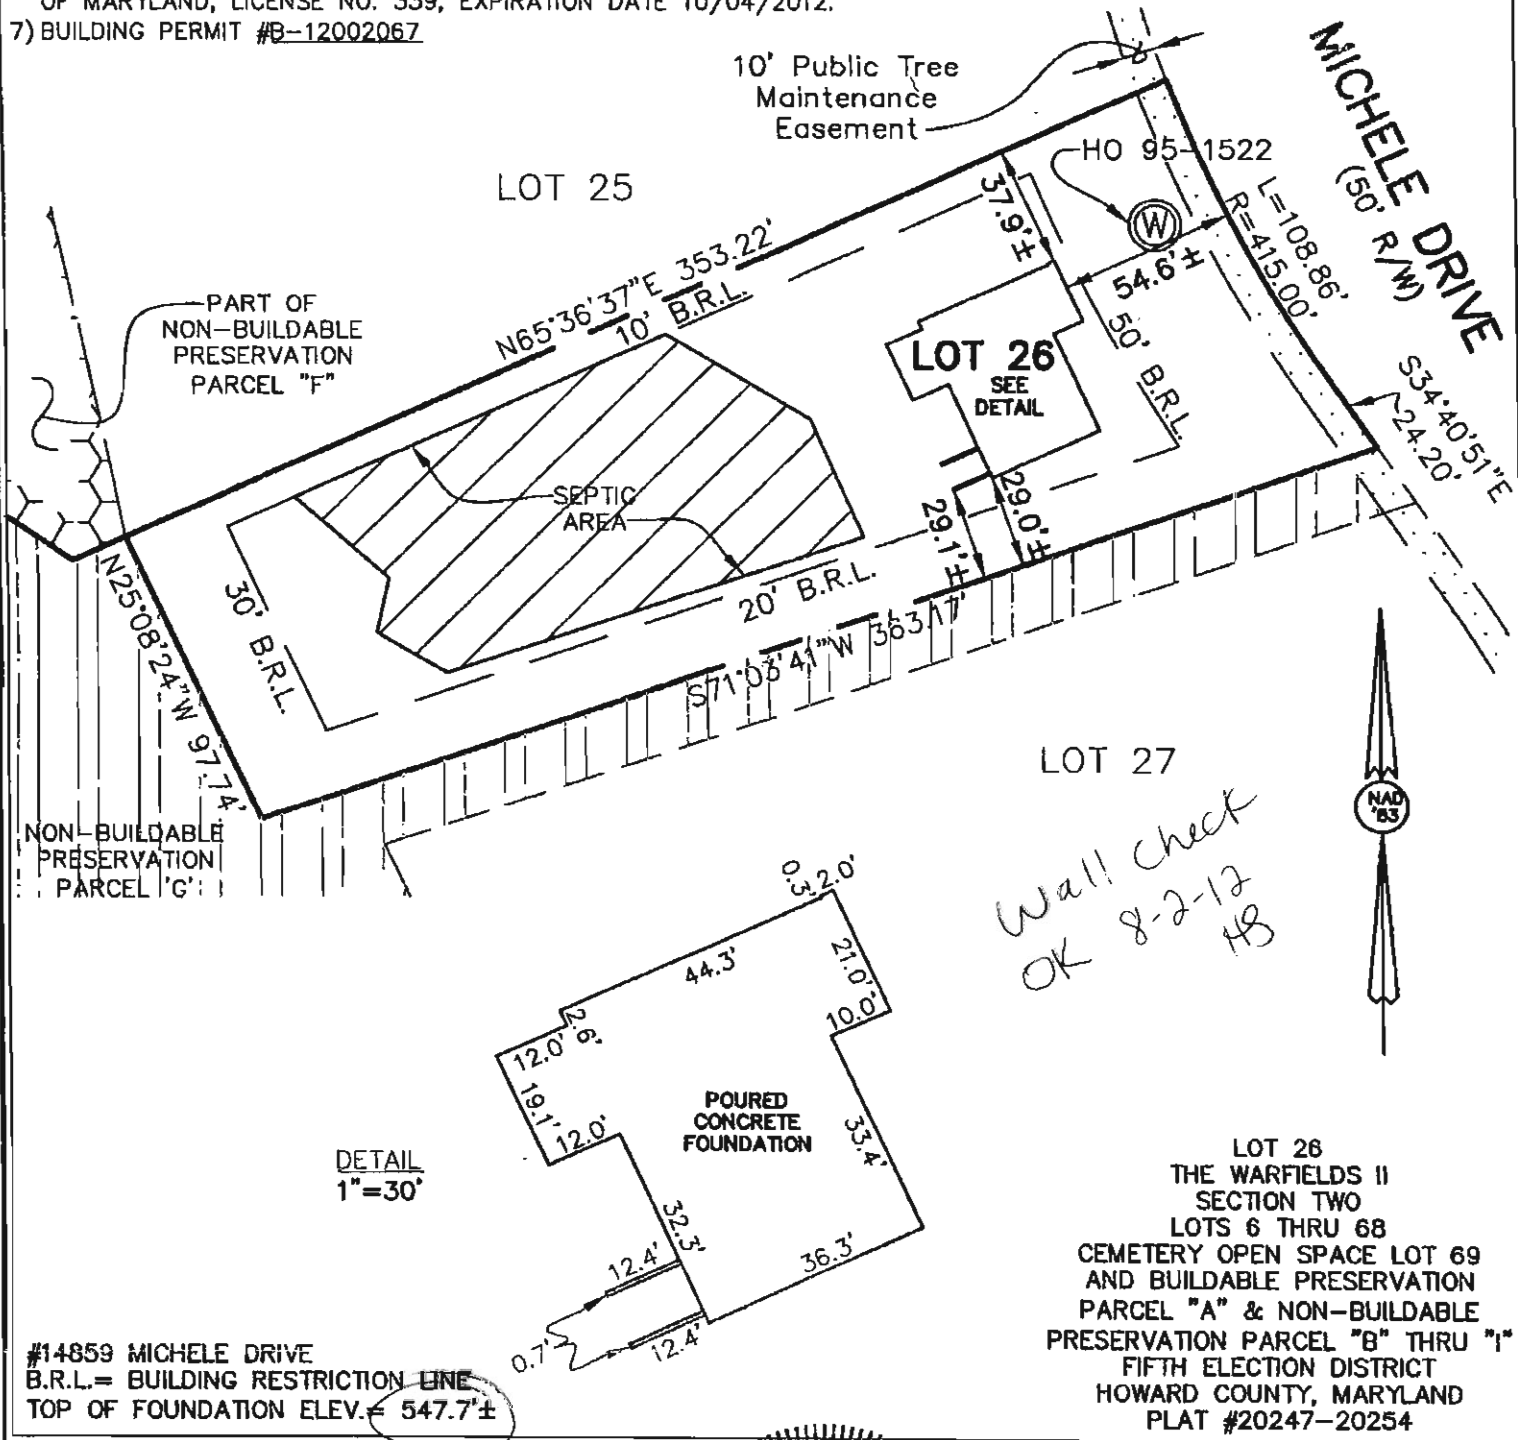 OF MARYLAND, LICENSE NO. 339, EXPIRATION DATE 10/04/2012.
7) BUILDING PERMIT #B-12002067
10' Public Tree
Maintenance
Easement
MICHELE DRIVE
(50' R/W)
HO 95-1522
LOT 25
37.9'±
W
L=108.86'
R=415.00'
54.6'±
N65°36'37"E 353.22'
10' B.R.L.
PART OF
NON-BUILDABLE
PRESERVATION
PARCEL "F"
LOT 26
SEE
DETAIL
50' B.R.L.
S34°40'51"E
24.20'
SEPTIC
AREA
29.0'±
29.1'±
20' B.R.L.
30' B.R.L.
N25°08'24"W 97.74'
S71°03'41"W 363.17'
LOT 27
NAD
'83
NON-BUILDABLE
PRESERVATION
PARCEL 'G'
Wall Check
OK 8-2-12
HS
0.3'
2.0'
44.3'
21.0'
10.0'
2.6'
12.0'
19.1'
12.0'
POURED
CONCRETE
FOUNDATION
33.4'
DETAIL
1"=30'
32.3'
36.3'
12.4'
0.7'
12.4'
LOT 26
THE WARFIELDS II
SECTION TWO
LOTS 6 THRU 68
CEMETERY OPEN SPACE LOT 69
AND BUILDABLE PRESERVATION
PARCEL "A" & NON-BUILDABLE
PRESERVATION PARCEL "B" THRU "I"
FIFTH ELECTION DISTRICT
HOWARD COUNTY, MARYLAND
PLAT #20247-20254
#14859 MICHELE DRIVE
B.R.L.= BUILDING RESTRICTION LINE
TOP OF FOUNDATION ELEV.= 547.7'±